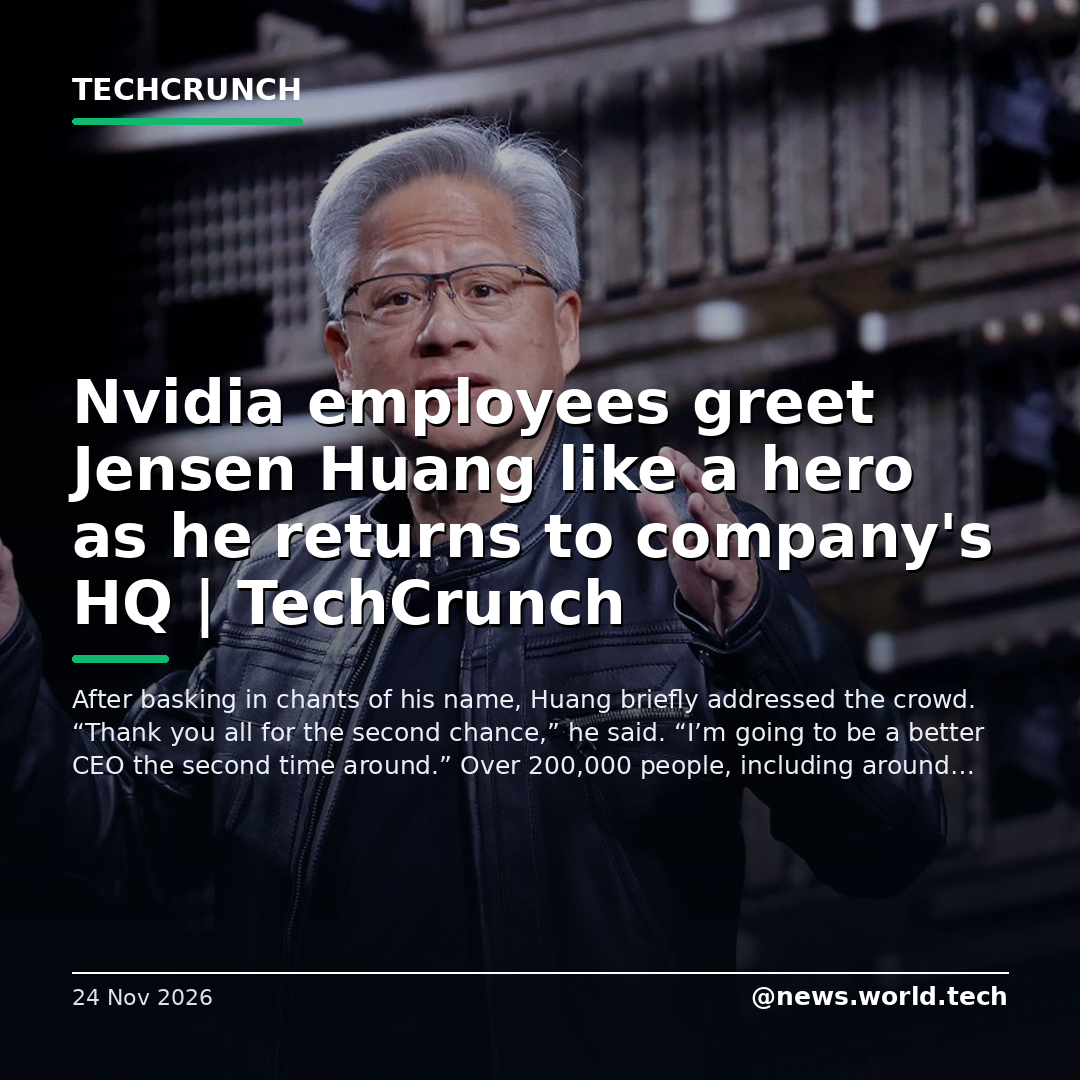 TECHCRUNCH
Nvidia employees greet
Jensen Huang like a hero
as he returns to company's
HQ | TechCrunch
After basking in chants of his name, Huang briefly addressed the crowd.
“Thank you all for the second chance,” he said. “I’m going to be a better
CEO the second time around.” Over 200,000 people, including around…
24 Nov 2026
@news.world.tech